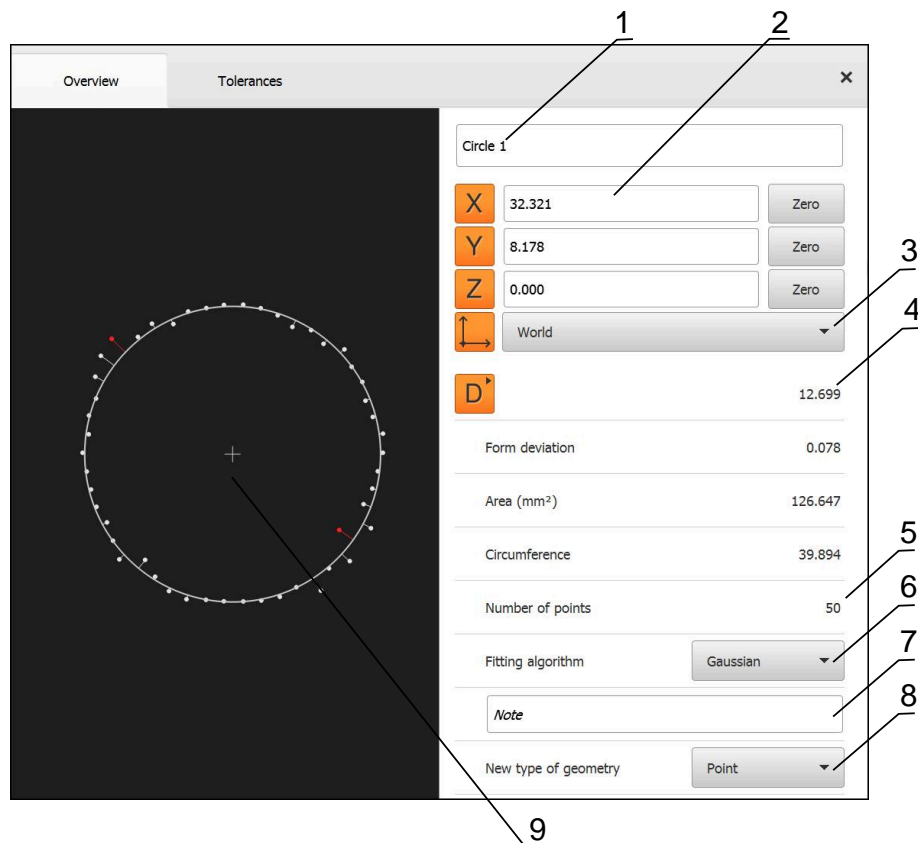 1
2
Overview
Tolerances
×
Circle 1
X
32.321
Zero
Y
8.178
Zero
3
Z
0.000
Zero
4
World
D
12.699
Form deviation
0.078
Area (mm²)
126.647
5
Circumference
39.894
6
Number of points
50
7
Fitting algorithm
Gaussian
8
Note
New type of geometry
Point
9